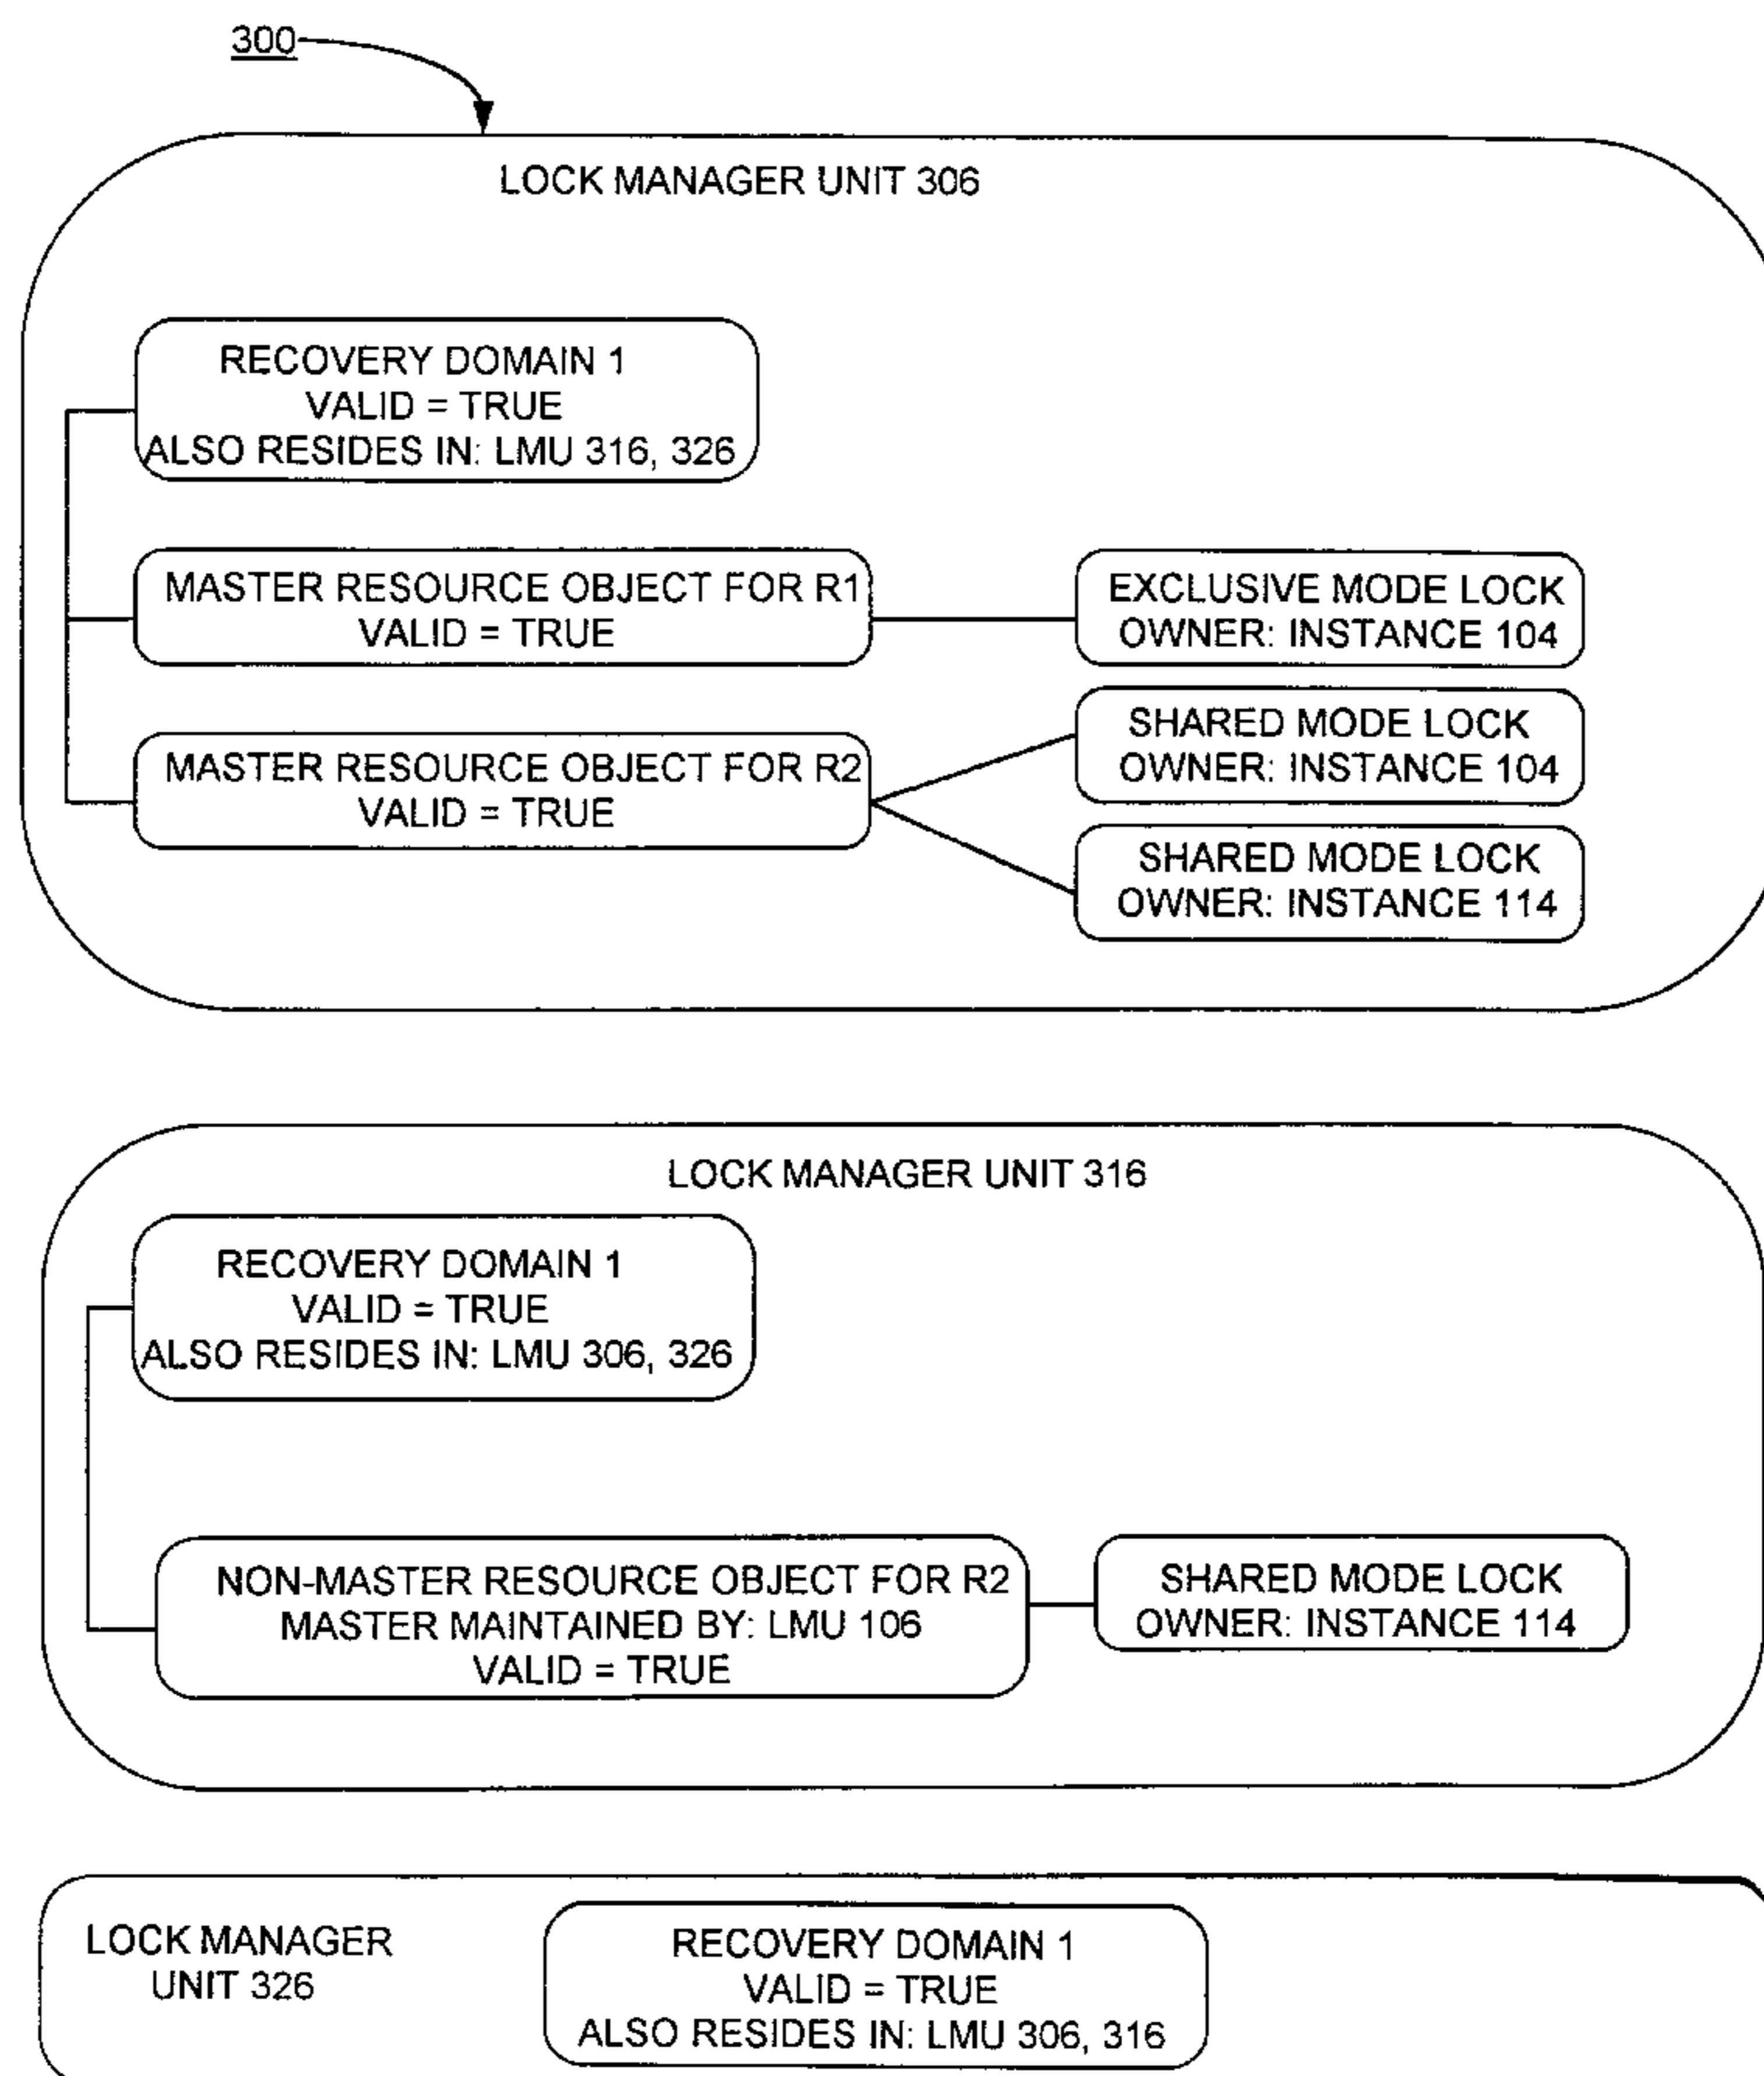 300
LOCK MANAGER UNIT 306
RECOVERY DOMAIN 1
VALID = TRUE
ALSO RESIDES IN: LMU 316, 326
MASTER RESOURCE OBJECT FOR R1
VALID = TRUE
EXCLUSIVE MODE LOCK
OWNER: INSTANCE 104
MASTER RESOURCE OBJECT FOR R2
VALID = TRUE
SHARED MODE LOCK
OWNER: INSTANCE 104
SHARED MODE LOCK
OWNER: INSTANCE 114
LOCK MANAGER UNIT 316
RECOVERY DOMAIN 1
VALID = TRUE
ALSO RESIDES IN: LMU 306, 326
NON-MASTER RESOURCE OBJECT FOR R2
MASTER MAINTAINED BY: LMU 106
VALID = TRUE
SHARED MODE LOCK
OWNER: INSTANCE 114
LOCK MANAGER
UNIT 326
RECOVERY DOMAIN 1
VALID = TRUE
ALSO RESIDES IN: LMU 306, 316